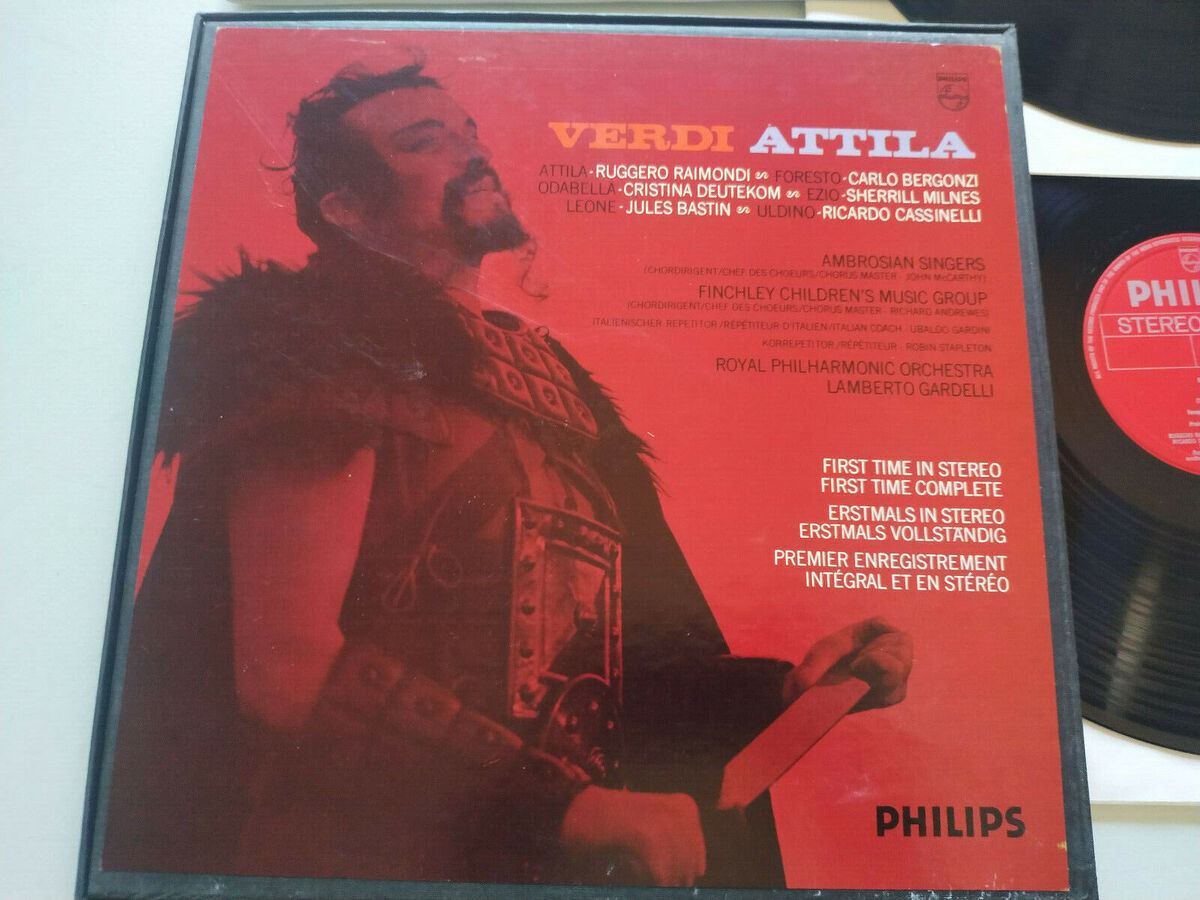 PHILIPS
VERDI ATTILA
ATTILA-RUGGERO RAIMONDI FORESTO-CARLO BERGONZI
ODABELLA-CRISTINA DEUTEKOM EZIO-SHERRILL MILNES
LEONE-JULES BASTIN ULDINO-RICARDO CASSINELLI
AMBROSIAN SINGERS
(CHORDIRIGENT/CHEF DES CHOEURS/CHORUS MASTER - JOHN McCARTHY)
FINCHLEY CHILDREN'S MUSIC GROUP
(CHORDIRIGENT/CHEF DES CHOEURS/CHORUS MASTER - RICHARD ANDREWES)
ITALIENISCHER REPETITOR/RÉPÉTITEUR D'ITALIEN/ITALIAN COACH - UBALDO GARDINI
KORREPETITOR/RÉPÉTITEUR - ROBIN STAPLETON
ROYAL PHILHARMONIC ORCHESTRA
LAMBERTO GARDELLI
FIRST TIME IN STEREO
FIRST TIME COMPLETE
ERSTMALS IN STEREO
ERSTMALS VOLLSTÄNDIG
PREMIER ENREGISTREMENT
INTÉGRAL ET EN STÉRÉO
PHILIPS
PHIL
STEREO